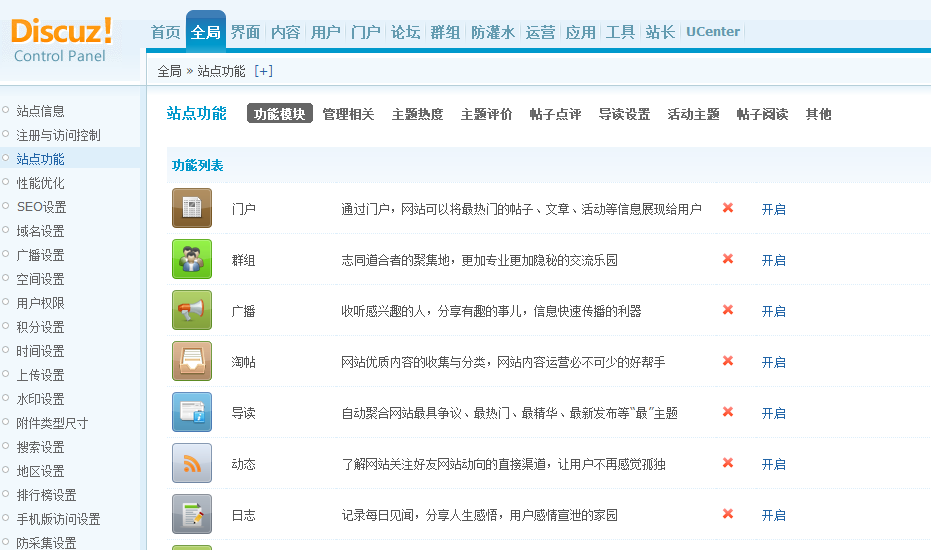 Discuz!
Control Panel
首页 全局 界面 内容 用户 门户 论坛 群组 防灌水 运营 应用 工具 站长 UCenter
全局 » 站点功能 [+]
站点信息
注册与访问控制
站点功能
性能优化
SEO设置
域名设置
广播设置
空间设置
用户权限
积分设置
时间设置
上传设置
水印设置
附件类型尺寸
搜索设置
地区设置
排行榜设置
手机版访问设置
防采集设置
站点功能 功能模块 管理相关 主题热度 主题评价 帖子点评 导读设置 活动主题 帖子阅读 其他
功能列表
门户 通过门户，网站可以将最热门的帖子、文章、活动等信息展现给用户 开启
群组 志同道合者的聚集地，更加专业更加隐秘的交流乐园 开启
广播 收听感兴趣的人，分享有趣的事儿，信息快速传播的利器 开启
淘帖 网站优质内容的收集与分类，网站内容运营必不可少的好帮手 开启
导读 自动聚合网站最具争议、最热门、最精华、最新发布等“最”主题 开启
动态 了解网站关注好友网站动向的直接渠道，让用户不再感觉孤独 开启
日志 记录每日见闻，分享人生感悟，用户感情宣泄的家园 开启